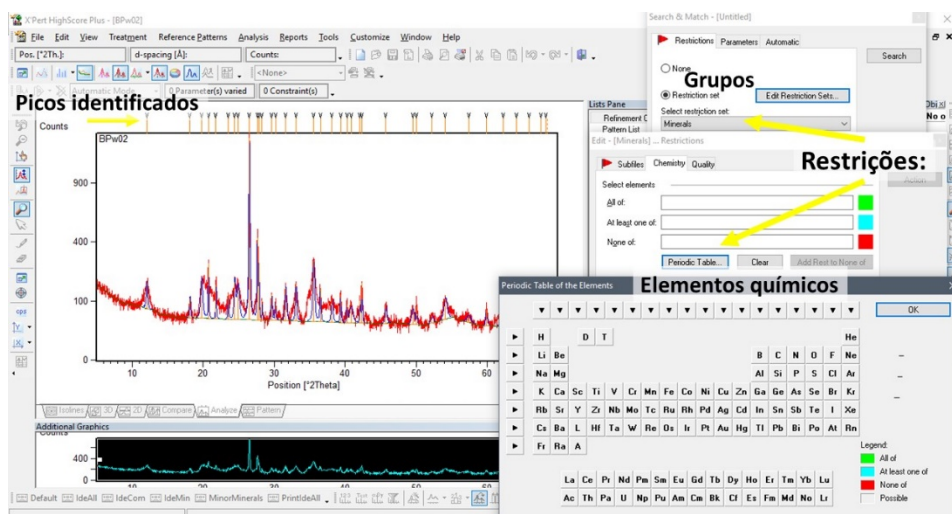 X'Pert HighScore Plus - [BPw02]
File Edit View Treatment Reference Patterns Analysis Reports Tools Customize Window Help
Pos. [°2Th.]: d-spacing [Å]: Counts:
<None>
Automatic Mode 0 Parameter(s) varied 0 Constraint(s)
Picos identificados
Counts
BPw02
900
400
100
0
10 20 30 40 50 60
Position [°2Theta]
Isolines 3D 2D Compare Analyze Pattern
Additional Graphics
Counts
400
0
Default IdeAll IdeCom IdeMin MinorMinerals PrintIdeAll
Lists Pane
Refinement C
Pattern List
Search & Match - [Untitled]
Restrictions Parameters Automatic
Search
None
Grupos
Restriction set Edit Restriction Sets...
Select restriction set:
Minerals
Edit - [Minerals] ... Restrictions
Restrições:
Subfiles Chemistry Quality
Action
Select elements
All of:
At least one of:
None of:
Periodic Table... Clear Add Rest to None of
Periodic Table of the Elements
Elementos químicos
OK
H D T He
Li Be B C N O F Ne
Na Mg Al Si P S Cl Ar
K Ca Sc Ti V Cr Mn Fe Co Ni Cu Zn Ga Ge As Se Br Kr
Rb Sr Y Zr Nb Mo Tc Ru Rh Pd Ag Cd In Sn Sb Te I Xe
Cs Ba L Hf Ta W Re Os Ir Pt Au Hg Tl Pb Bi Po At Rn
Fr Ra A
La Ce Pr Nd Pm Sm Eu Gd Tb Dy Ho Er Tm Yb Lu
Ac Th Pa U Np Pu Am Cm Bk Cf Es Fm Md No Lr
Legend:
All of
At least one of
None of
Possible